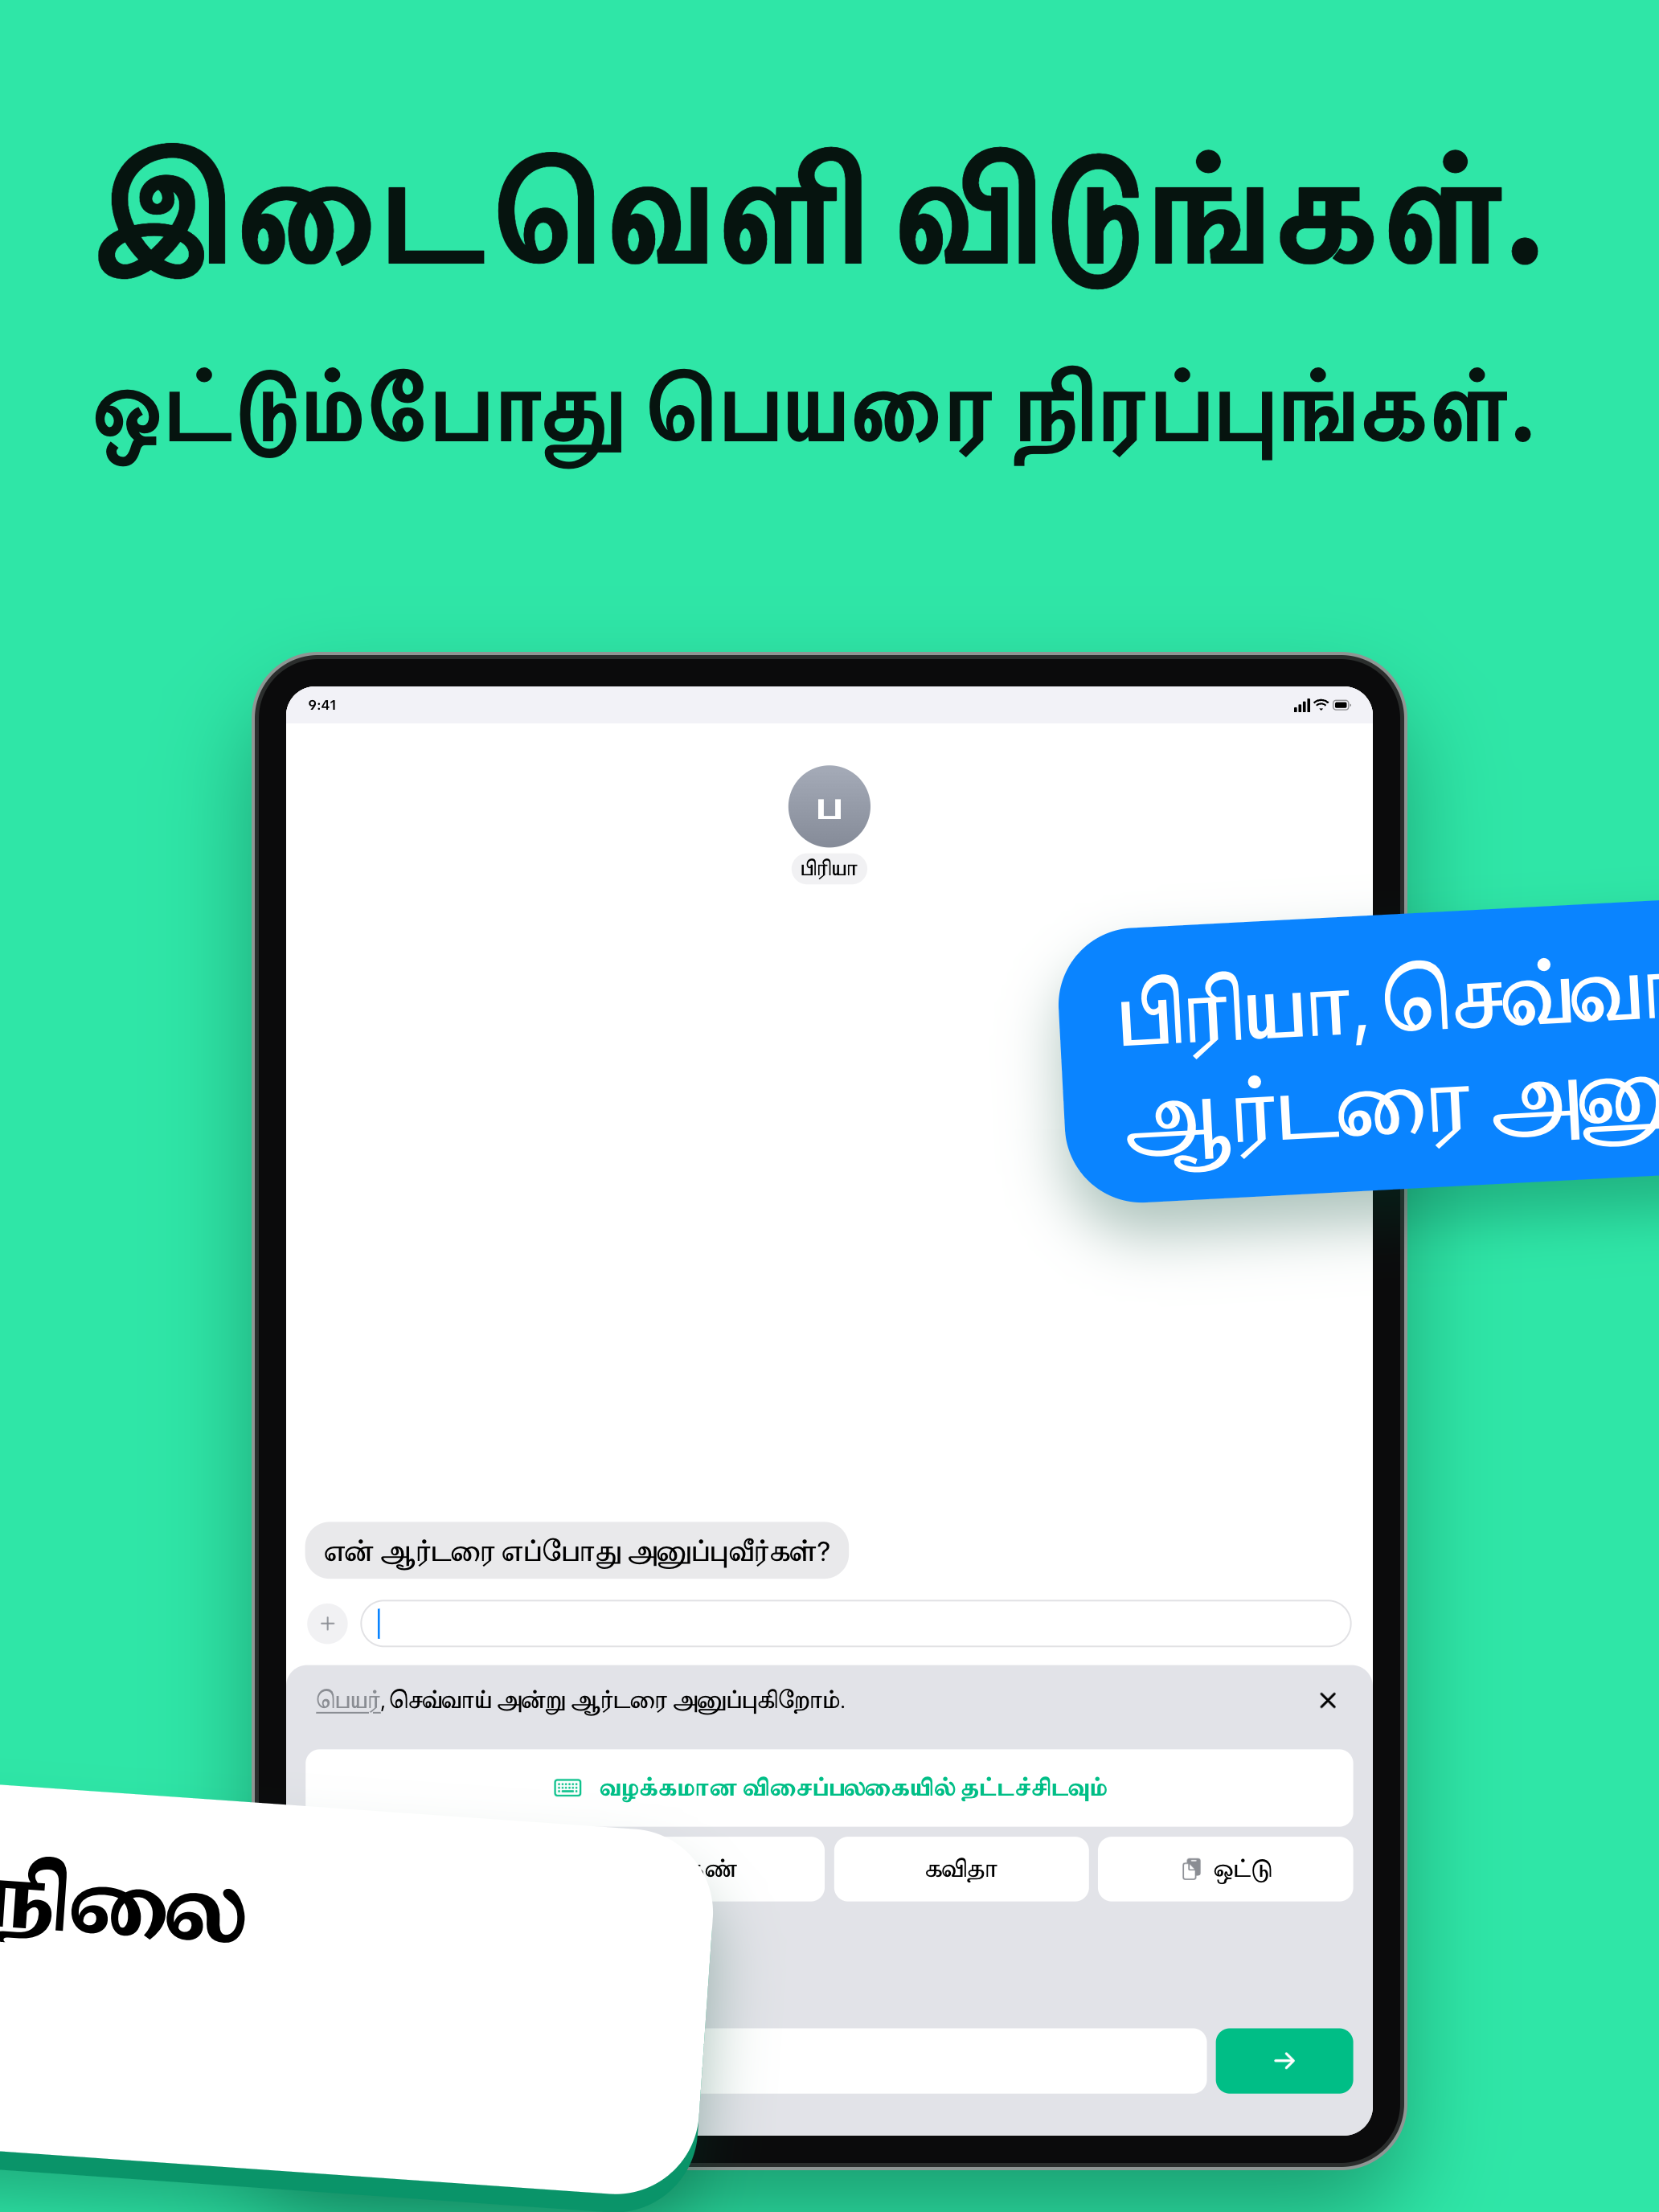 இடைவெளி விடுங்கள்.
ஒட்டும்போது பெயரை நிரப்புங்கள்.
9:41
ப
பிரியா
பிரியா,
ஆர்டரை
என் ஆர்டரை எப்போது அனுப்புவீர்கள்?
பெயர், செவ்வாய் அன்று ஆர்டரை அனுப்புகிறோம்.
வழக்கமான விசைப்பலகையில் தட்டச்சிடவும்
கவிதா
ஒட்டு
நிலை